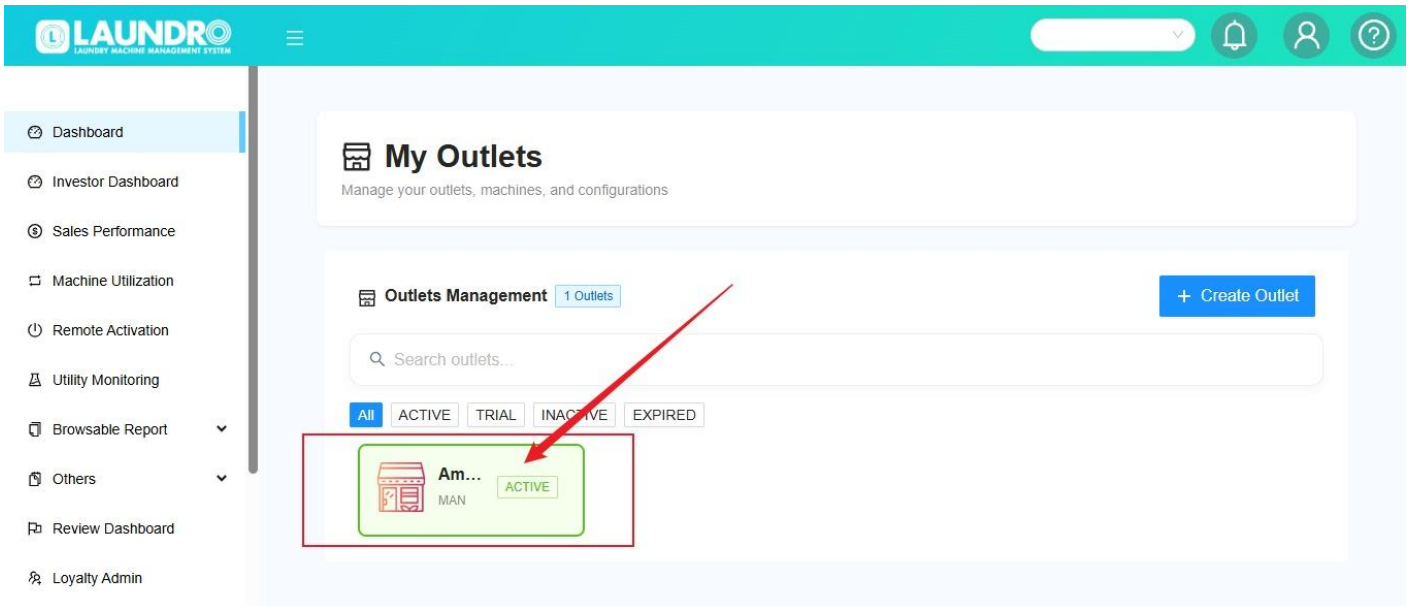 LAUNDRO
LAUNDRY MACHINE MANAGEMENT SYSTEM
Dashboard
Investor Dashboard
Sales Performance
Machine Utilization
Remote Activation
Utility Monitoring
Browsable Report
Others
Review Dashboard
Loyalty Admin
My Outlets
Manage your outlets, machines, and configurations
Outlets Management 1 Outlets
+ Create Outlet
Search outlets...
All ACTIVE TRIAL INACTIVE EXPIRED
Am... ACTIVE
MAN